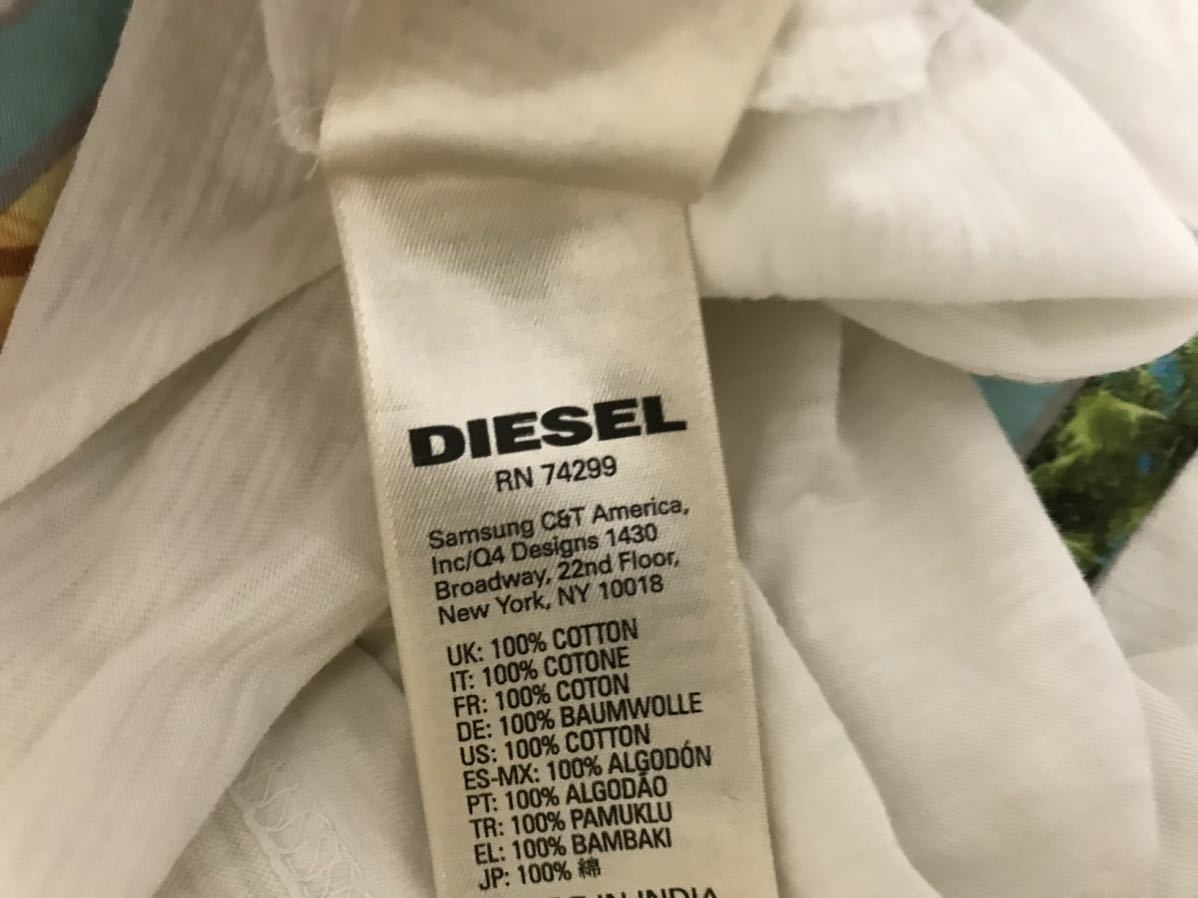 DIESEL
RN 74299
Samsung C&T America,
Inc/Q4 Designs 1430
Broadway, 22nd Floor,
New York, NY 10018
UK: 100% COTTON
IT: 100% COTONE
FR: 100% COTON
DE: 100% BAUMWOLLE
US: 100% COTTON
ES-MX: 100% ALGODÓN
PT: 100% ALGODÃO
TR: 100% PAMUKLU
EL: 100% BAMBAKI
JP: 100% 綿
IN INDIA